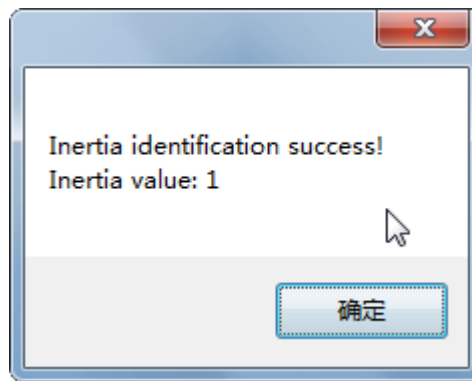 Inertia identification success!
Inertia value: 1
确定